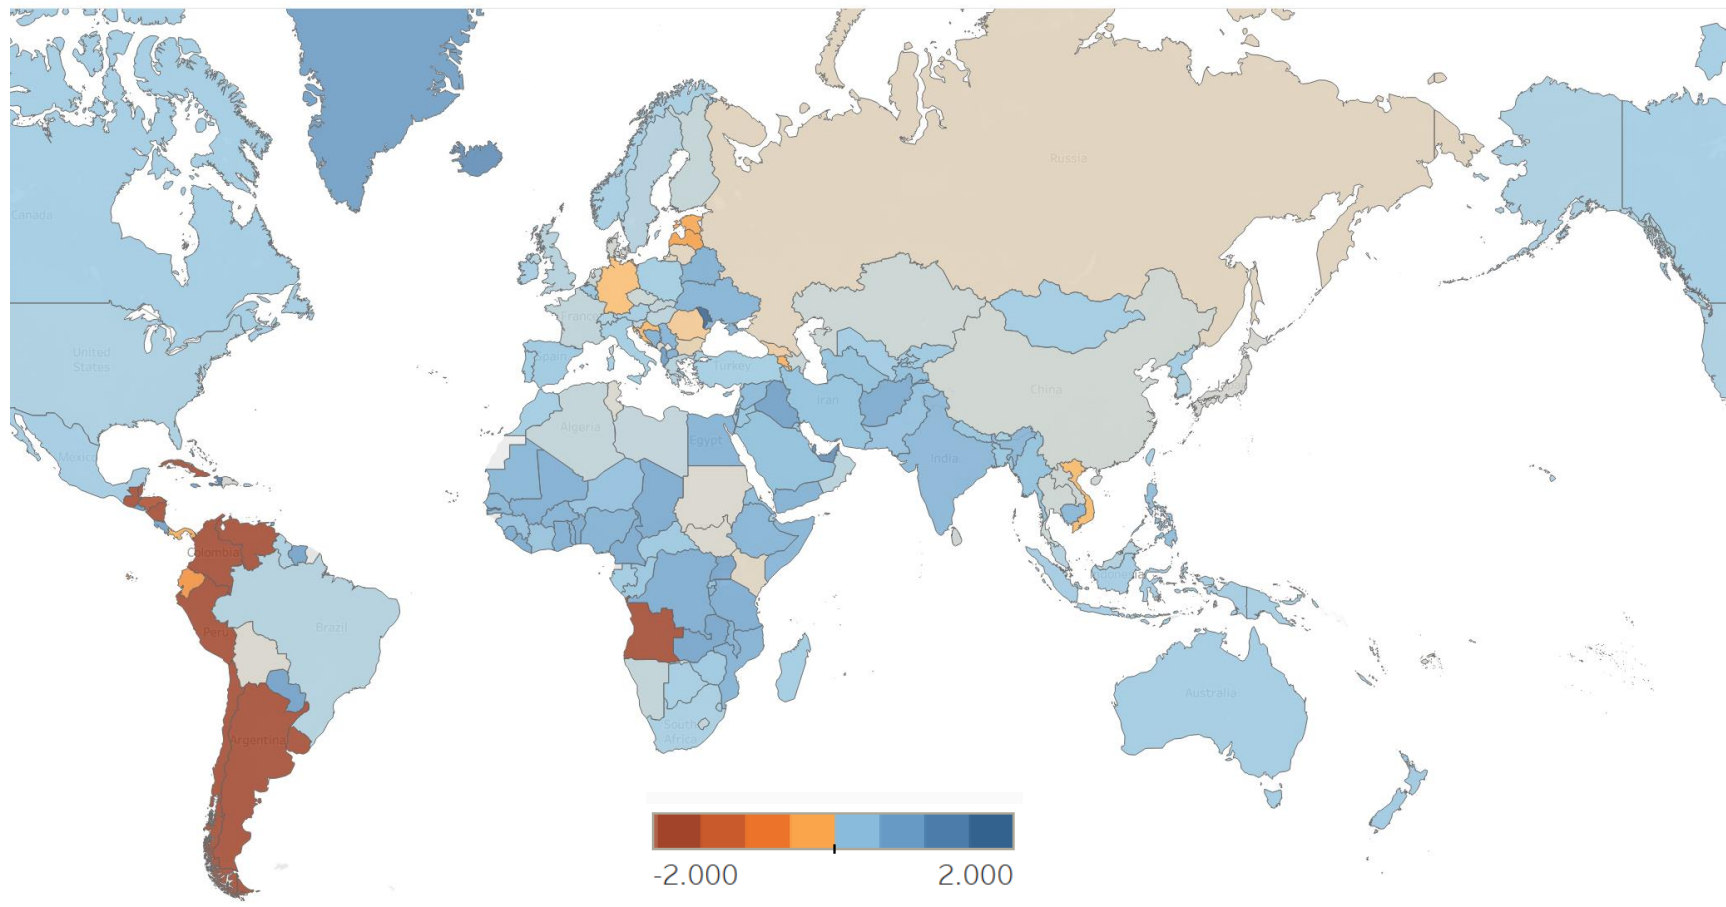 Russia
Canada
United
States
France
Spain
Turkey
Iran
China
Algeria
Egypt
India
Mexico
Colombia
Indonesia
Peru
Brazil
Australia
South
Africa
Argentina
-2.000
2.000